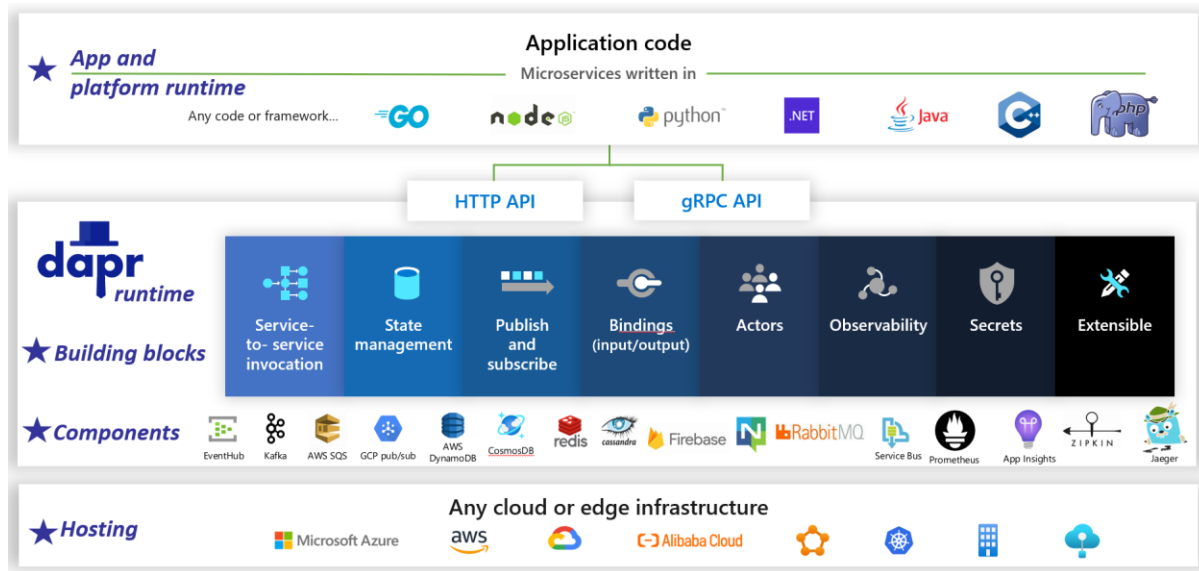 Application code
App and
platform runtime
Microservices written in
Any code or framework...
GO
node
JS
python™
.NET
Java
C++
php
HTTP API
gRPC API
dapr
runtime
Building blocks
Service-
to- service
invocation
State
management
Publish
and
subscribe
Bindings
(input/output)
Actors
Observability
Secrets
Extensible
Components
EventHub
Kafka
AWS SQS
GCP pub/sub
AWS
DynamoDB
CosmosDB
redis
cassandra
Firebase
N
RabbitMQ
Service Bus
Prometheus
App Insights
ZIPKIN
Jaeger
Any cloud or edge infrastructure
Hosting
Microsoft Azure
aws
Alibaba Cloud